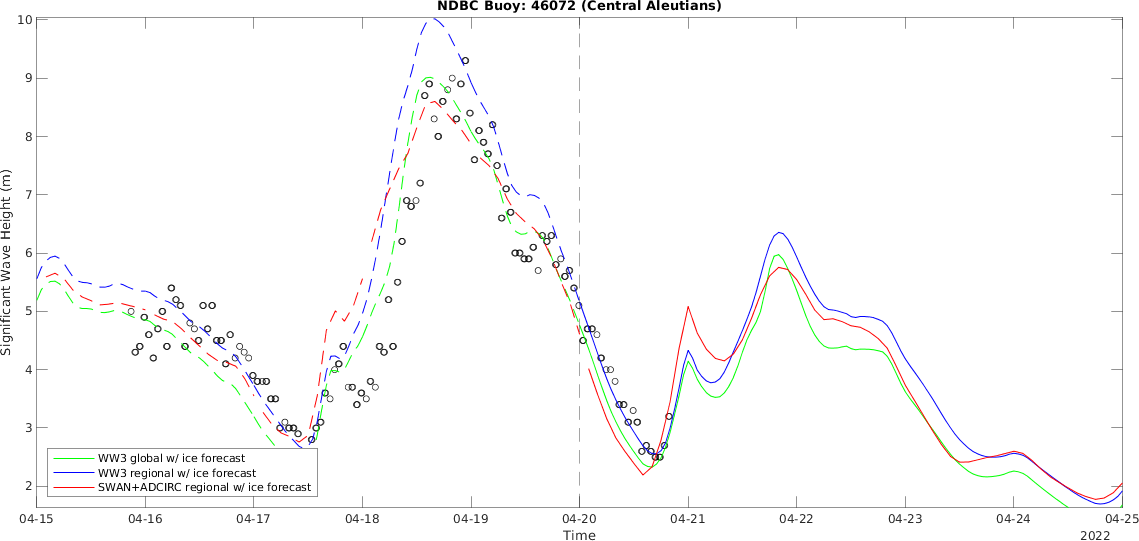 NDBC Buoy: 46072 (Central Aleutians)
10
9
8
7
6
5
4
3
2
Significant Wave Height (m)
WW3 global w/ ice forecast
WW3 regional w/ ice forecast
SWAN+ADCIRC regional w/ ice forecast
04-15 04-16 04-17 04-18 04-19 04-20 04-21 04-22 04-23 04-24 04-25
Time
2022